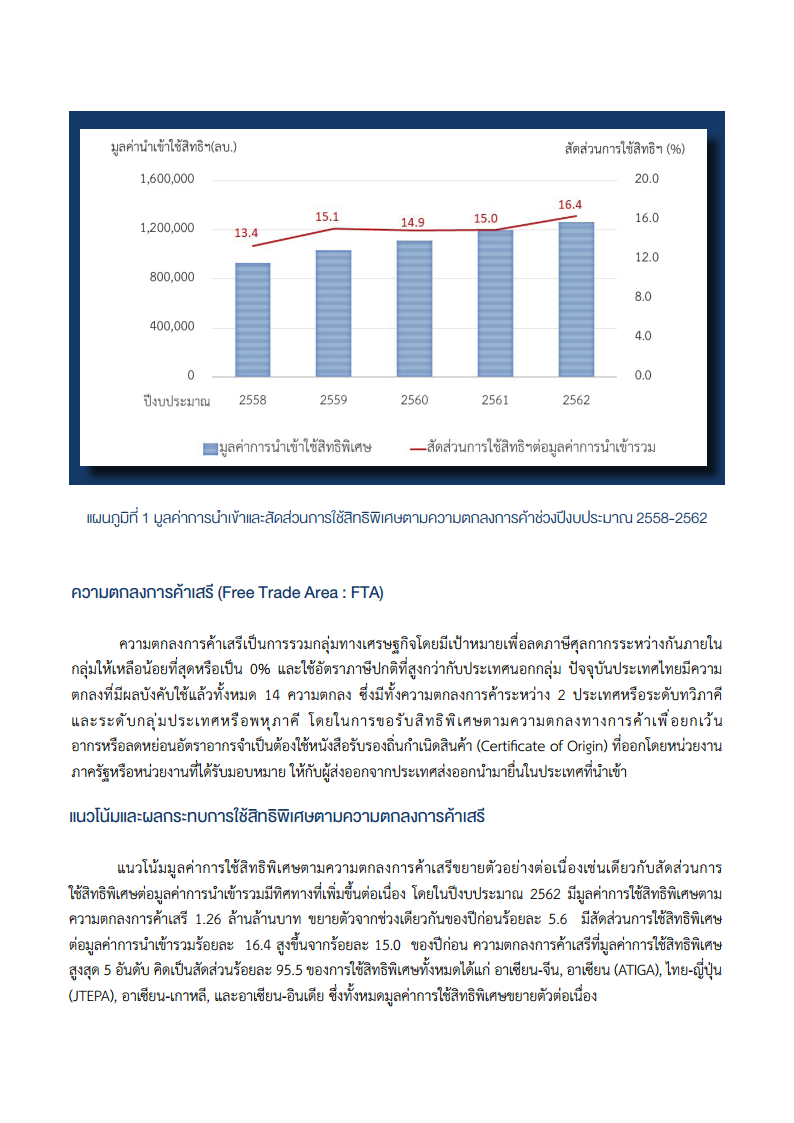 มูลค่านำเข้าใช้สิทธิฯ(ลบ.) สัดส่วนการใช้สิทธิฯ (%)
1,600,000 20.0
16.4
15.1 14.9 15.0 16.0
1,200,000
13.4
12.0
800,000
8.0
400,000
4.0
0 0.0
ปีงบประมาณ 2558 2559 2560 2561 2562
มูลค่าการนำเข้าใช้สิทธิพิเศษ สัดส่วนการใช้สิทธิฯต่อมูลค่าการนำเข้ารวม
แผนภูมิที่ 1 มูลค่าการนำเข้าและสัดส่วนการใช้สิทธิพิเศษตามความตกลงการค้าช่วงปีงบประมาณ 2558-2562
ความตกลงการค้าเสรี (Free Trade Area : FTA)
ความตกลงการค้าเสรีเป็นการรวมกลุ่มทางเศรษฐกิจโดยมีเป้าหมายเพื่อลดภาษีศุลกากรระหว่างกันภายใน
กลุ่มให้เหลือน้อยที่สุดหรือเป็น 0% และใช้อัตราภาษีปกติที่สูงกว่ากับประเทศนอกกลุ่ม ปัจจุบันประเทศไทยมีความ
ตกลงที่มีผลบังคับใช้แล้วทั้งหมด 14 ความตกลง ซึ่งมีทั้งความตกลงการค้าระหว่าง 2 ประเทศหรือระดับทวิภาคี
และระดับกลุ่มประเทศหรือพหุภาคี โดยในการขอรับสิทธิพิเศษตามความตกลงทางการค้าเพื่อยกเว้น
อากรหรือลดหย่อนอัตราอากรจำเป็นต้องใช้หนังสือรับรองถิ่นกำเนิดสินค้า (Certificate of Origin) ที่ออกโดยหน่วยงาน
ภาครัฐหรือหน่วยงานที่ได้รับมอบหมาย ให้กับผู้ส่งออกจากประเทศส่งออกนำมายื่นในประเทศที่นำเข้า
แนวโน้มและผลกระทบการใช้สิทธิพิเศษตามความตกลงการค้าเสรี
แนวโน้มมูลค่าการใช้สิทธิพิเศษตามความตกลงการค้าเสรีขยายตัวอย่างต่อเนื่องเช่นเดียวกับสัดส่วนการ
ใช้สิทธิพิเศษต่อมูลค่าการนำเข้ารวมมีทิศทางที่เพิ่มขึ้นต่อเนื่อง โดยในปีงบประมาณ 2562 มีมูลค่าการใช้สิทธิพิเศษตาม
ความตกลงการค้าเสรี 1.26 ล้านล้านบาท ขยายตัวจากช่วงเดียวกันของปีก่อนร้อยละ 5.6 มีสัดส่วนการใช้สิทธิพิเศษ
ต่อมูลค่าการนำเข้ารวมร้อยละ 16.4 สูงขึ้นจากร้อยละ 15.0 ของปีก่อน ความตกลงการค้าเสรีที่มูลค่าการใช้สิทธิพิเศษ
สูงสุด 5 อันดับ คิดเป็นสัดส่วนร้อยละ 95.5 ของการใช้สิทธิพิเศษทั้งหมดได้แก่ อาเซียน-จีน, อาเซียน (ATIGA), ไทย-ญี่ปุ่น
(JTEPA), อาเซียน-เกาหลี, และอาเซียน-อินเดีย ซึ่งทั้งหมดมูลค่าการใช้สิทธิพิเศษขยายตัวต่อเนื่อง